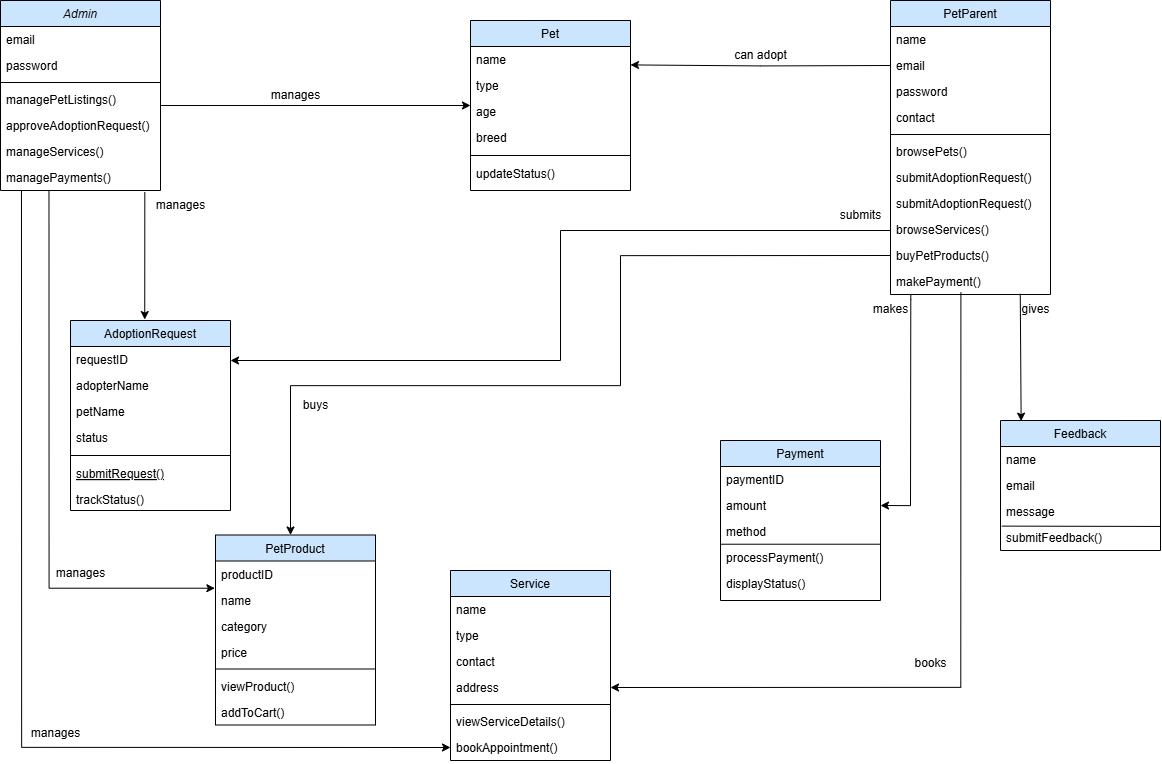 Admin
email
password
managePetListings()
approveAdoptionRequest()
manageServices()
managePayments()
manages
Pet
name
type
age
breed
updateStatus()
can adopt
PetParent
name
email
password
contact
browsePets()
submitAdoptionRequest()
submitAdoptionRequest()
browseServices()
buyPetProducts()
makePayment()
manages
submits
makes
gives
AdoptionRequest
requestID
adopterName
petName
status
submitRequest()
trackStatus()
buys
Payment
paymentID
amount
method
processPayment()
displayStatus()
Feedback
name
email
message
submitFeedback()
manages
PetProduct
productID
name
category
price
viewProduct()
addToCart()
Service
name
type
contact
address
viewServiceDetails()
bookAppointment()
books
manages